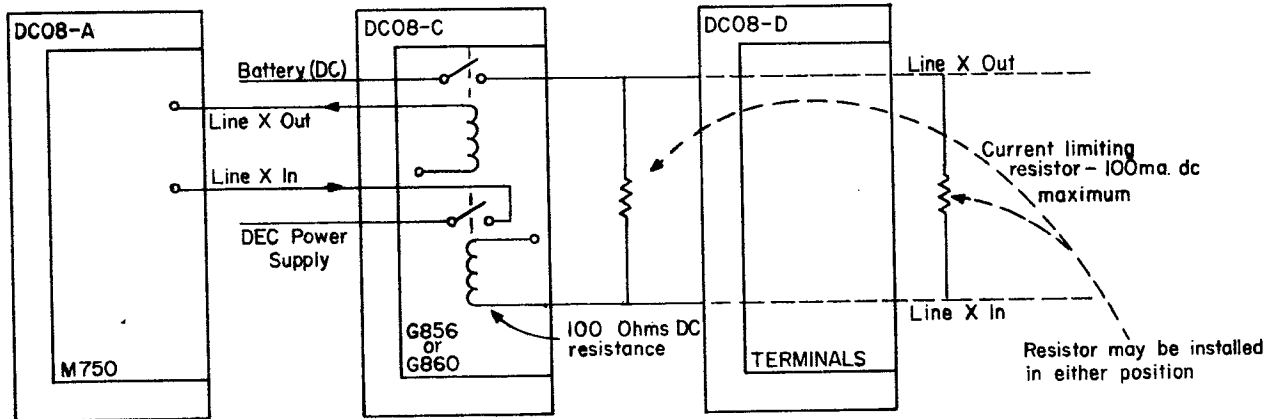 DC08-A
DC08-C
DC08-D
Battery (DC)
Line X Out
Line X In
DEC Power
Supply
Line X Out
Current limiting
resistor - 100ma. dc
maximum
Line X In
100 Ohms DC
resistance
G856
or
G860
M750
TERMINALS
Resistor may be installed
in either position